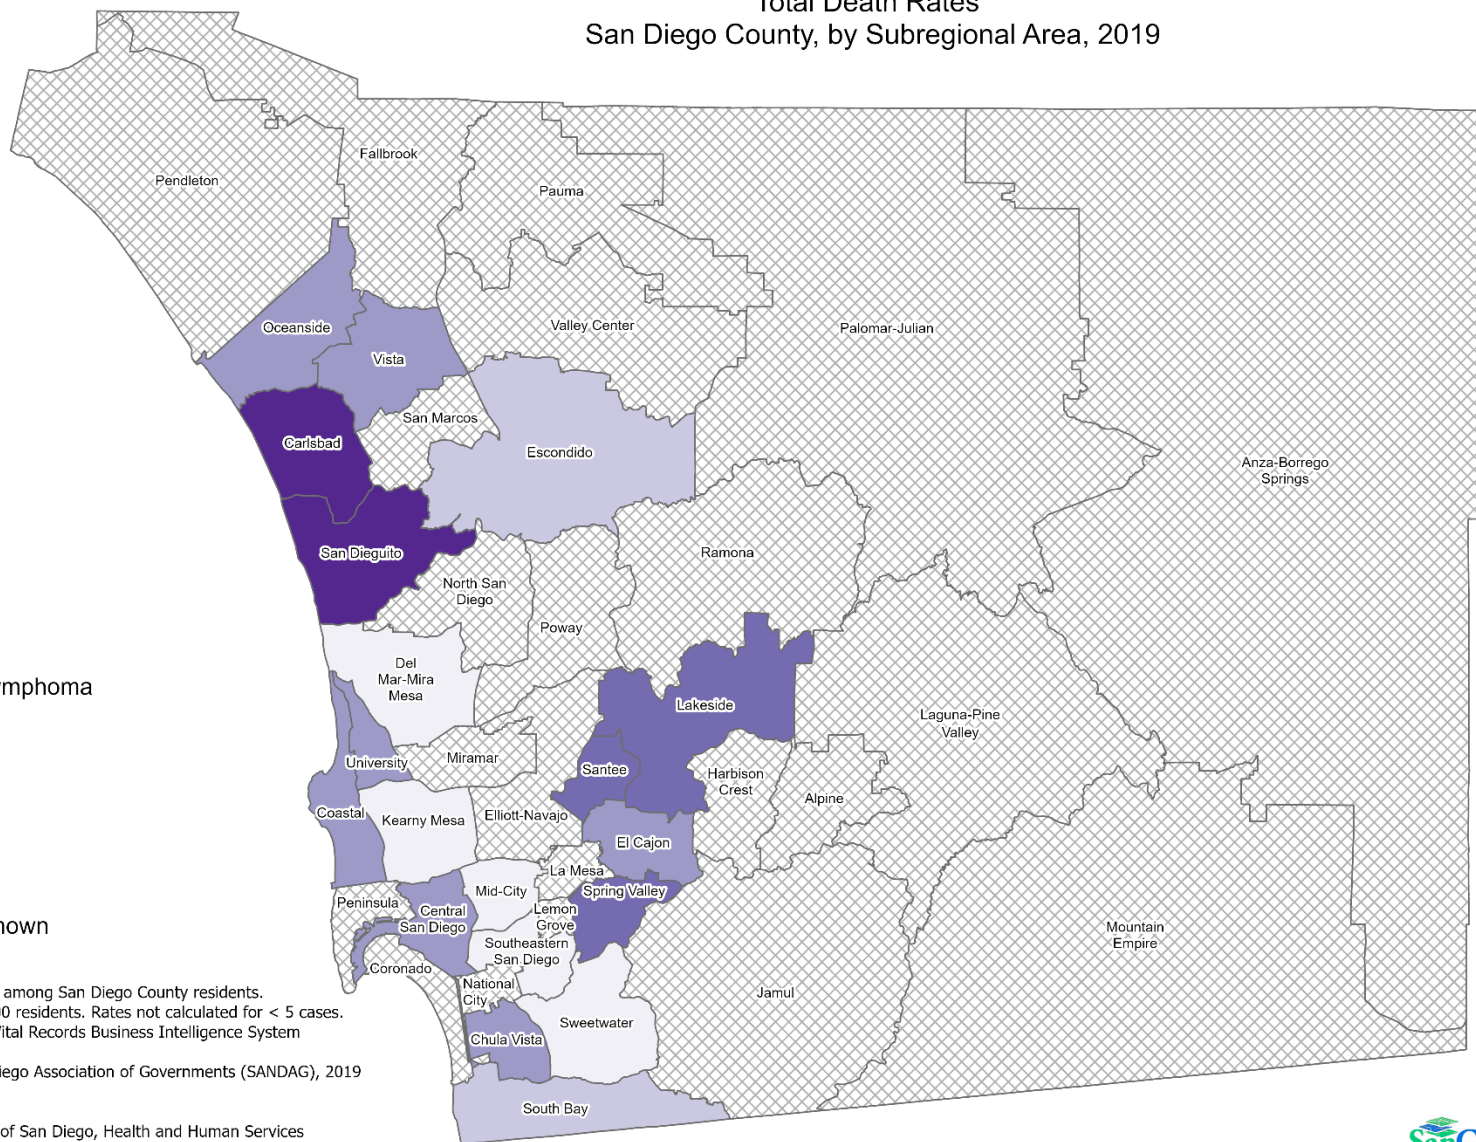 Total Death Rates
San Diego County, by Subregional Area, 2019
Fallbrook
Pendleton
Pauma
Oceanside
Valley Center
Palomar-Julian
Vista
San Marcos
Carlsbad
Escondido
Anza-Borrego
Springs
San Dieguito
Ramona
North San
Diego
Poway
Del
Mar-Mira
Mesa
mphoma
Lakeside
Laguna-Pine
Valley
University
Miramar
Santee
Harbison
Crest
Alpine
Coastal
Kearny Mesa
Elliott-Navajo
El Cajon
La Mesa
Mid-City
Spring Valley
Peninsula
Central
San Diego
Lemon
Grove
nown
Southeastern
San Diego
Mountain
Empire
Coronado
National
City
Jamul
among San Diego County residents.
00 residents. Rates not calculated for < 5 cases.
Vital Records Business Intelligence System
Sweetwater
Chula Vista
iego Association of Governments (SANDAG), 2019
South Bay
of San Diego, Health and Human Services
SanG